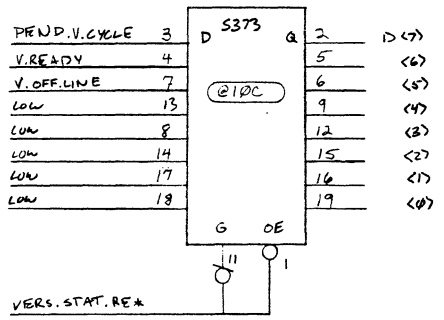 PEND.V.CYCLE 3 D S373 Q 2 D<7>
V.READY 4 5 <6>
V.OFF.LINE 7 @10C 6 <5>
LOW 13 9 <4>
LOW 8 12 <3>
LOW 14 15 <2>
LOW 17 16 <1>
LOW 18 19 <0>
G OE
11 1
VERS.STAT.RE*